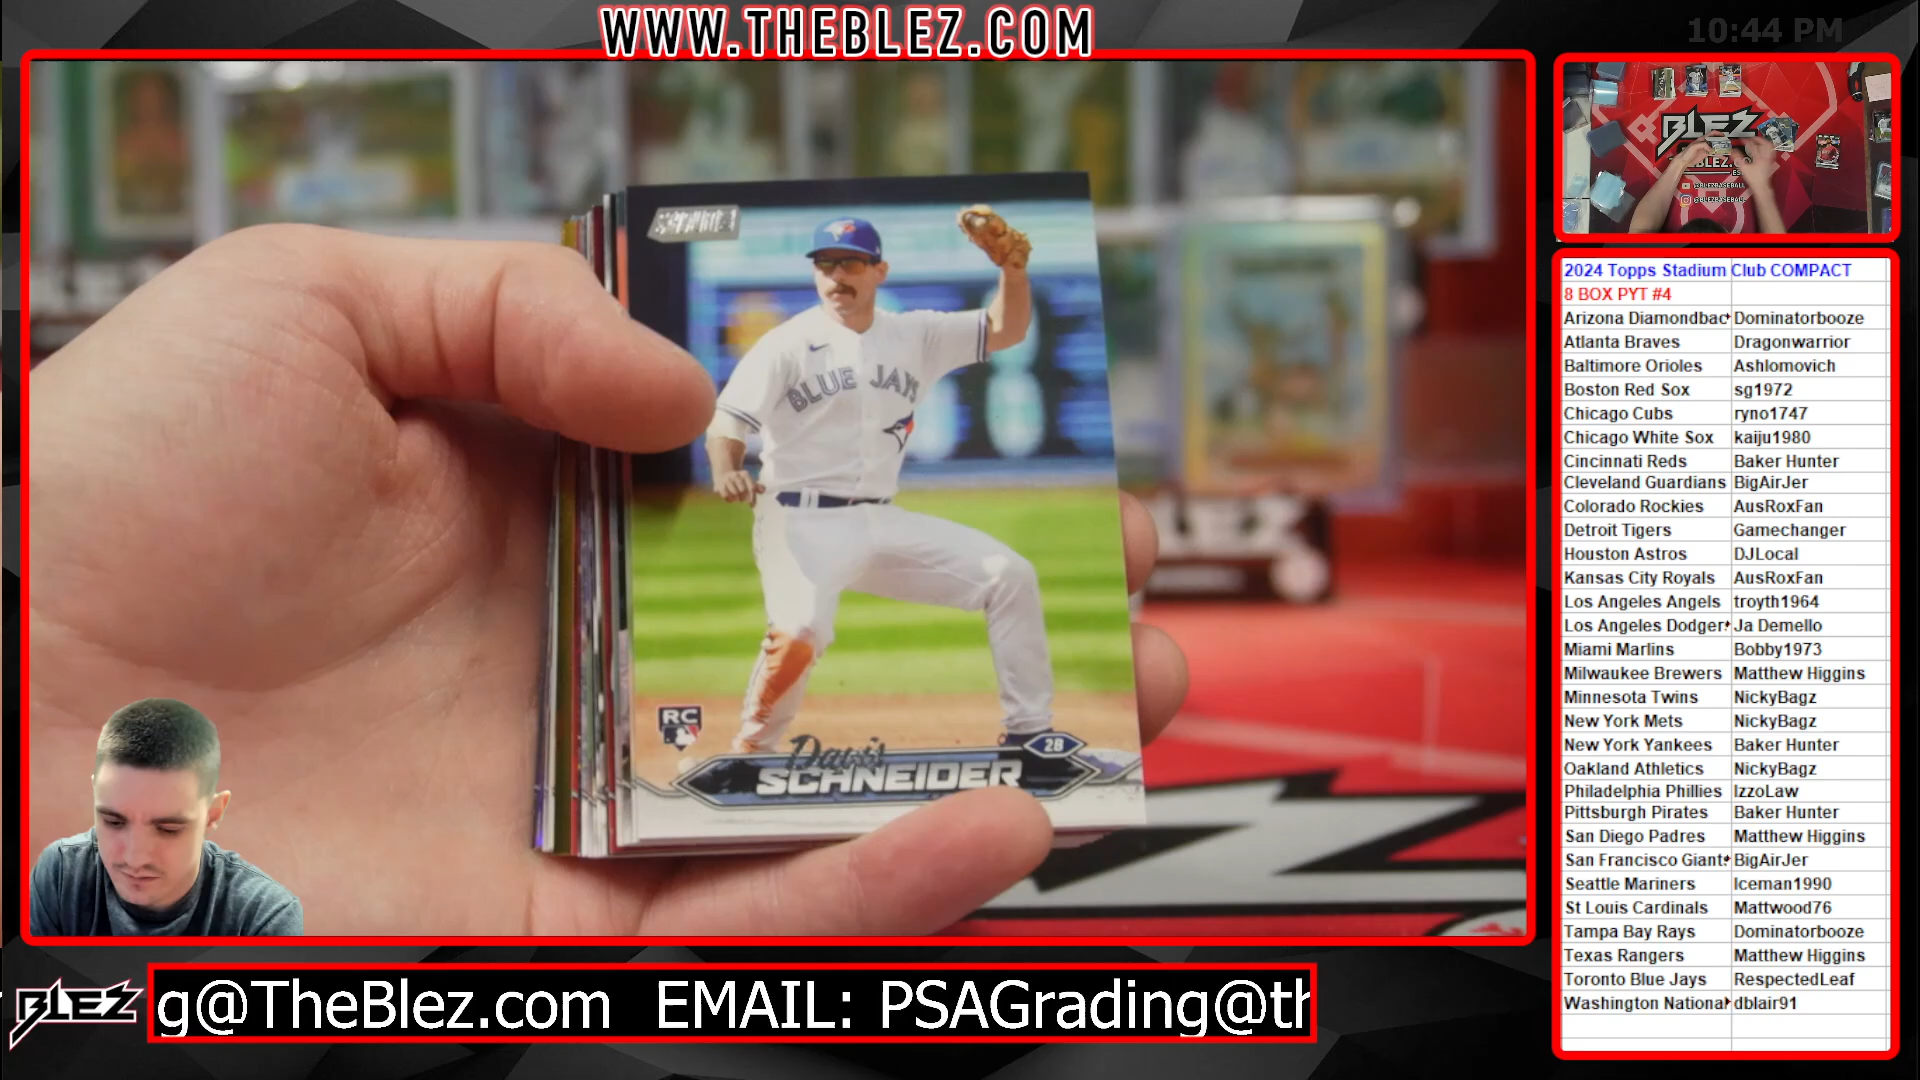 WWW.THEBLEZ.COM
10:44 PM
BLUE JAYS
RC
28
Davis
SCHNEIDER
BLEZ
@BLEZBASEBALL
@BLEZBASEBALL
2024 Topps Stadium Club COMPACT
8 BOX PYT #4
Arizona Diamondbac Dominatorbooze
Atlanta Braves Dragonwarrior
Baltimore Orioles Ashlomovich
Boston Red Sox sg1972
Chicago Cubs ryno1747
Chicago White Sox kaiju1980
Cincinnati Reds Baker Hunter
Cleveland Guardians BigAirJer
Colorado Rockies AusRoxFan
Detroit Tigers Gamechanger
Houston Astros DJLocal
Kansas City Royals AusRoxFan
Los Angeles Angels troyth1964
Los Angeles Dodger Ja Demello
Miami Marlins Bobby1973
Milwaukee Brewers Matthew Higgins
Minnesota Twins NickyBagz
New York Mets NickyBagz
New York Yankees Baker Hunter
Oakland Athletics NickyBagz
Philadelphia Phillies IzzoLaw
Pittsburgh Pirates Baker Hunter
San Diego Padres Matthew Higgins
San Francisco Giant BigAirJer
Seattle Mariners Iceman1990
St Louis Cardinals Mattwood76
Tampa Bay Rays Dominatorbooze
Texas Rangers Matthew Higgins
Toronto Blue Jays RespectedLeaf
Washington National dblair91
BLEZ
g@TheBlez.com EMAIL: PSAGrading@th